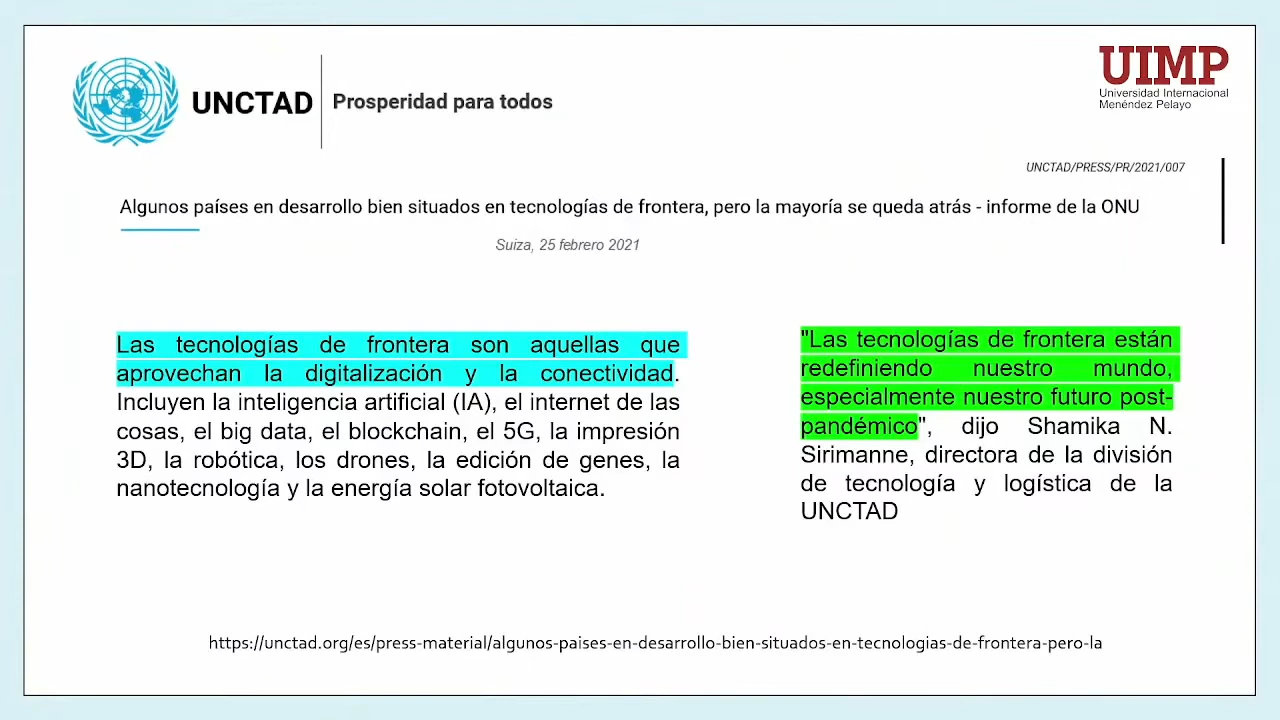 UNCTAD
Prosperidad para todos
UIMP
Universidad Internacional
Menéndez Pelayo
UNCTAD/PRESS/PR/2021/007
Algunos países en desarrollo bien situados en tecnologías de frontera, pero la mayoría se queda atrás - informe de la ONU
Suiza, 25 febrero 2021
Las tecnologías de frontera son aquellas que
aprovechan la digitalización y la conectividad.
Incluyen la inteligencia artificial (IA), el internet de las
cosas, el big data, el blockchain, el 5G, la impresión
3D, la robótica, los drones, la edición de genes, la
nanotecnología y la energía solar fotovoltaica.
"Las tecnologías de frontera están
redefiniendo nuestro mundo,
especialmente nuestro futuro post-
pandémico", dijo Shamika N.
Sirimanne, directora de la división
de tecnología y logística de la
UNCTAD
https://unctad.org/es/press-material/algunos-paises-en-desarrollo-bien-situados-en-tecnologias-de-frontera-pero-la